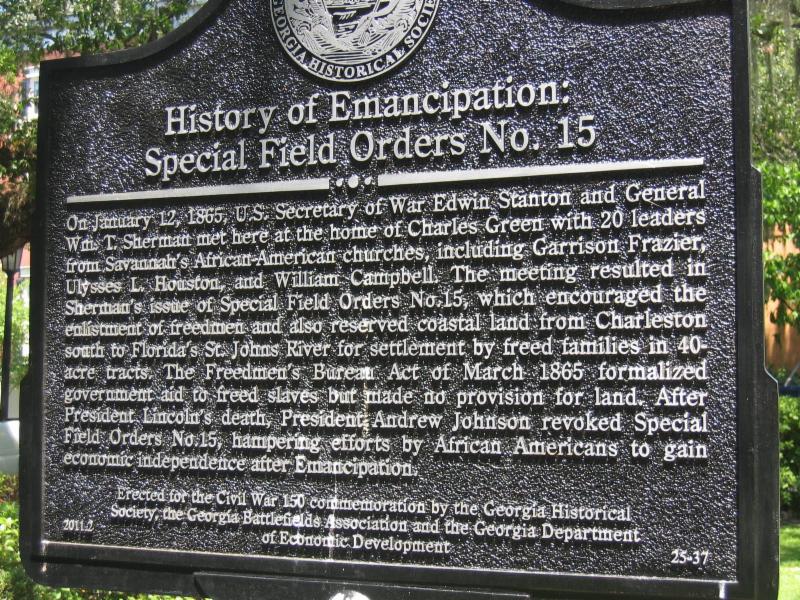 GEORGIA HISTORICAL SOCIETY
History of Emancipation:
Special Field Orders No. 15
On January 12, 1865, U.S. Secretary of War Edwin Stanton and General
Wm. T. Sherman met here at the home of Charles Green with 20 leaders
from Savannah's African-American churches, including Garrison Frazier,
Ulysses L. Houston, and William Campbell. The meeting resulted in
Sherman's issue of Special Field Orders No.15, which encouraged the
enlistment of freedmen and also reserved coastal land from Charleston
south to Florida's St. Johns River for settlement by freed families in 40-
acre tracts. The Freedmen's Bureau Act of March 1865 formalized
government aid to freed slaves but made no provision for land. After
President Lincoln's death, President Andrew Johnson revoked Special
Field Orders No.15, hampering efforts by African Americans to gain
economic independence after Emancipation.
Erected for the Civil War 150 commemoration by the Georgia Historical
Society, the Georgia Battlefields Association and the Georgia Department
of Economic Development
2011.2
25-37